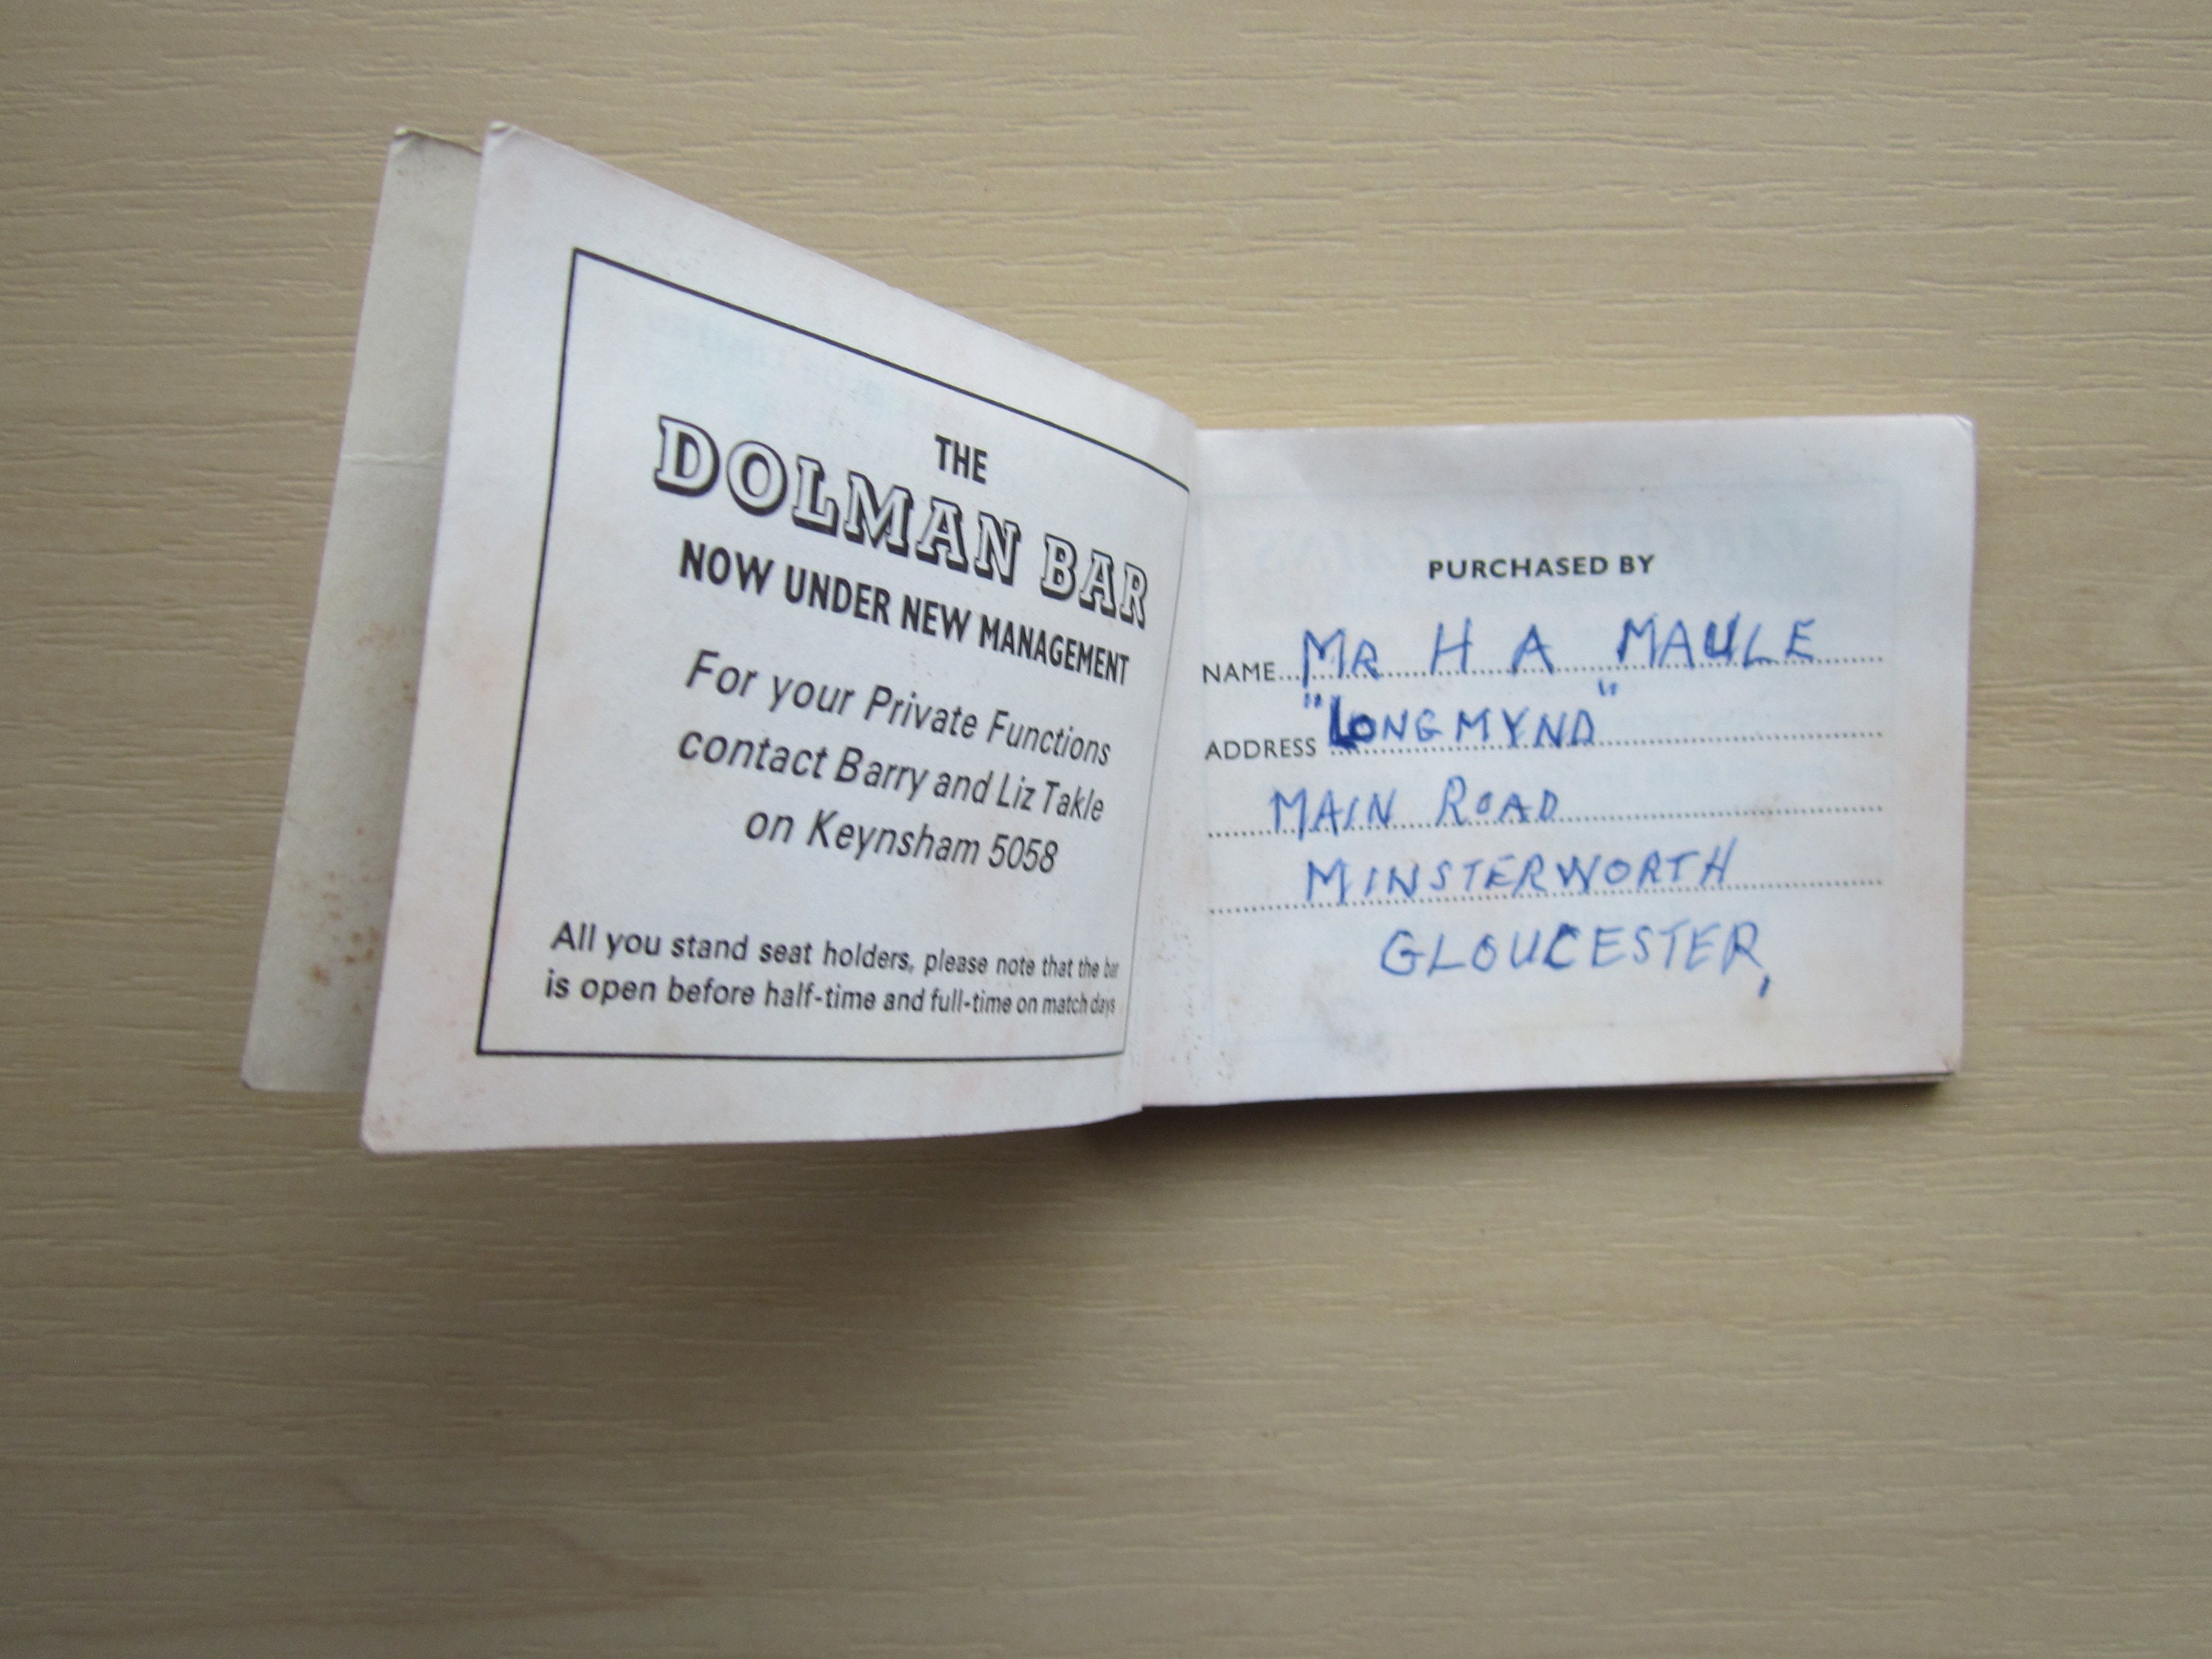 THE
DOLMAN BAR
NOW UNDER NEW MANAGEMENT
For your Private Functions
contact Barry and Liz Takle
on Keynsham 5058
All you stand seat holders, please note that the bar
is open before half-time and full-time on match days
PURCHASED BY
NAME MR H A MAULE
ADDRESS "LONGMYND"
MAIN ROAD
MINSTERWORTH
GLOUCESTER,